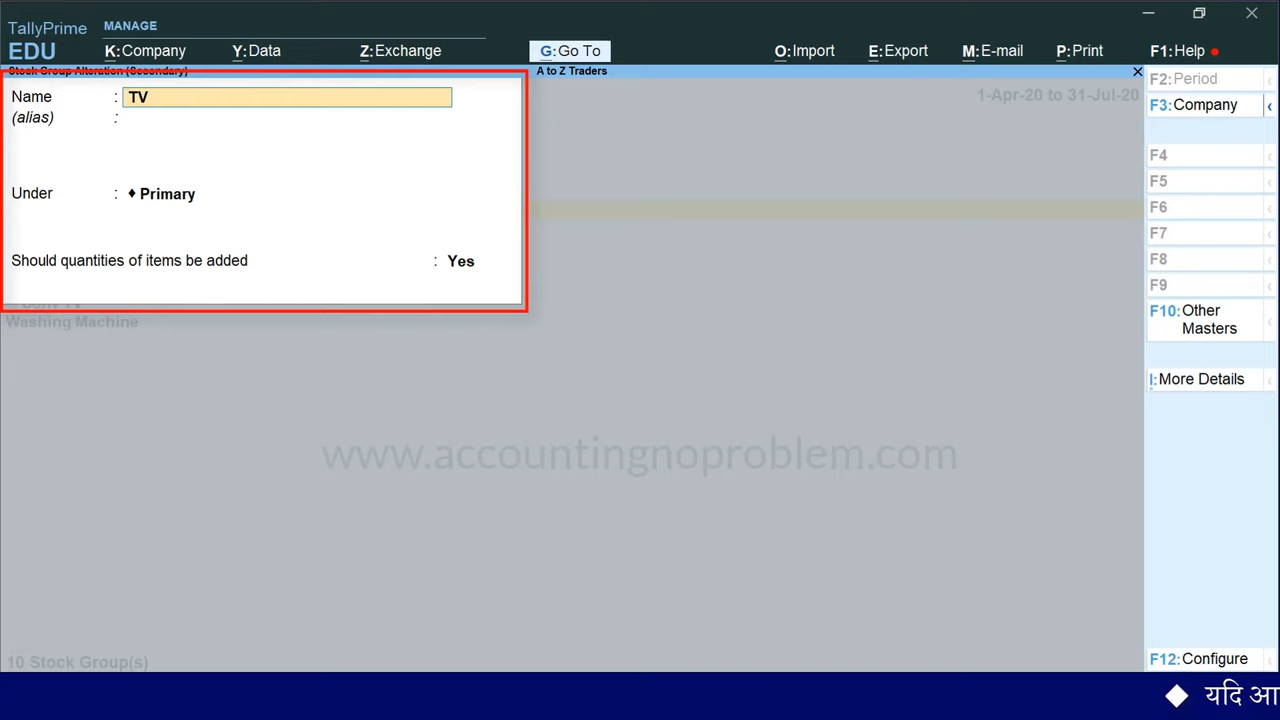 TallyPrime
EDU
MANAGE
K:Company Y:Data Z:Exchange G:Go To O:Import E:Export M:E-mail P:Print F1:Help
Stock Group Alteration (Secondary) A to Z Traders
Name : TV
(alias) :
Under : ♦ Primary
Should quantities of items be added : Yes
1-Apr-20 to 31-Jul-20
Washing Machine
www.accountingnoproblem.com
10 Stock Group(s)
F2:Period
F3:Company
F4
F5
F6
F7
F8
F9
F10:Other
Masters
I:More Details
F12:Configure
◆ यदि आ